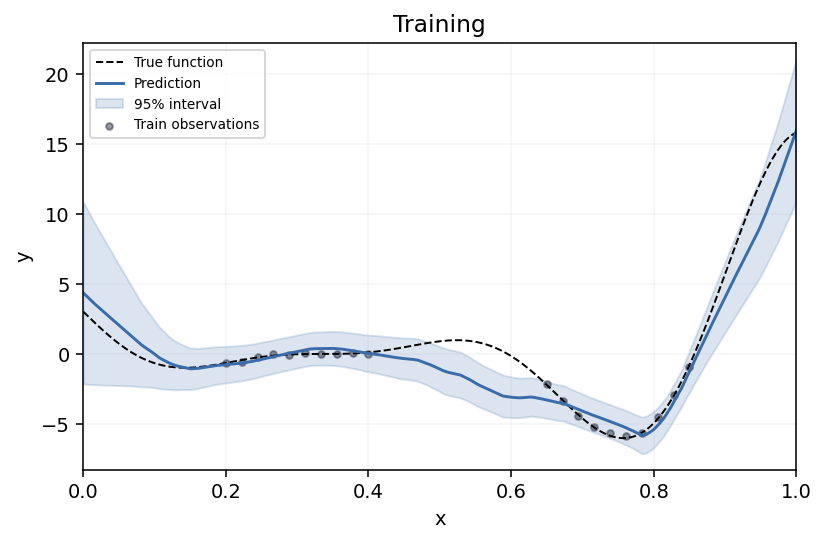 Training
True function
Prediction
95% interval
Train observations
20
15
10
5
0
−5
y
0.0 0.2 0.4 0.6 0.8 1.0
x